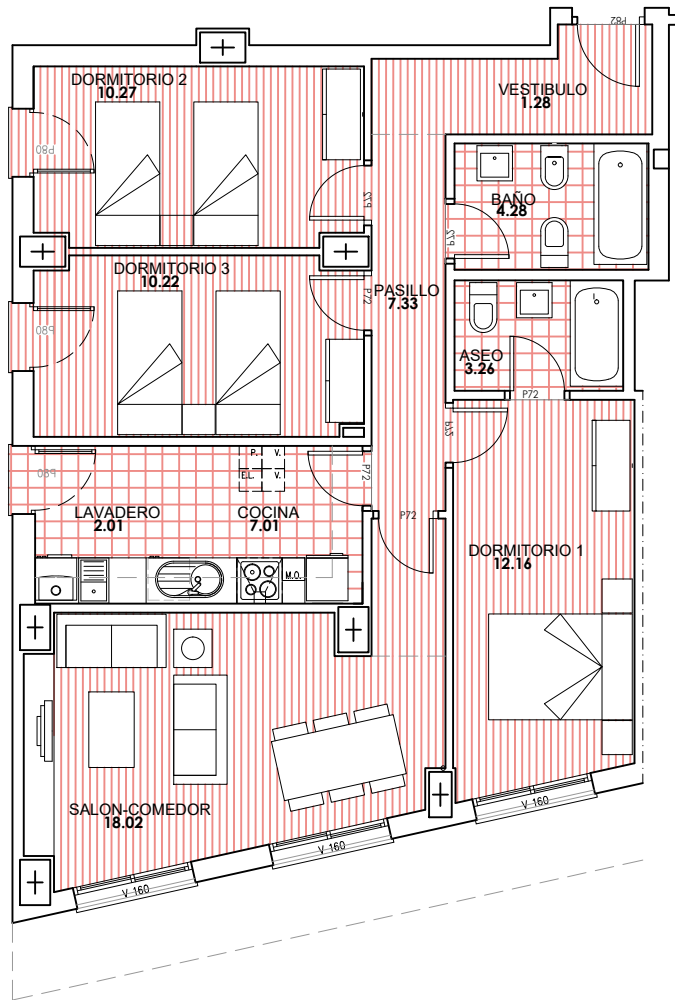 P82
DORMITORIO 2
10.27
VESTIBULO
1.28
P80
P72
BAÑO
4.28
P72
DORMITORIO 3
10.22
P72
PASILLO
7.33
P80
ASEO
3.26
P72
P72
P. V.
E.L. V.
P80
P72
LAVADERO
2.01
COCINA
7.01
P72
DORMITORIO 1
12.16
M.O.
SALON-COMEDOR
18.02
V 160
V 160
V 160